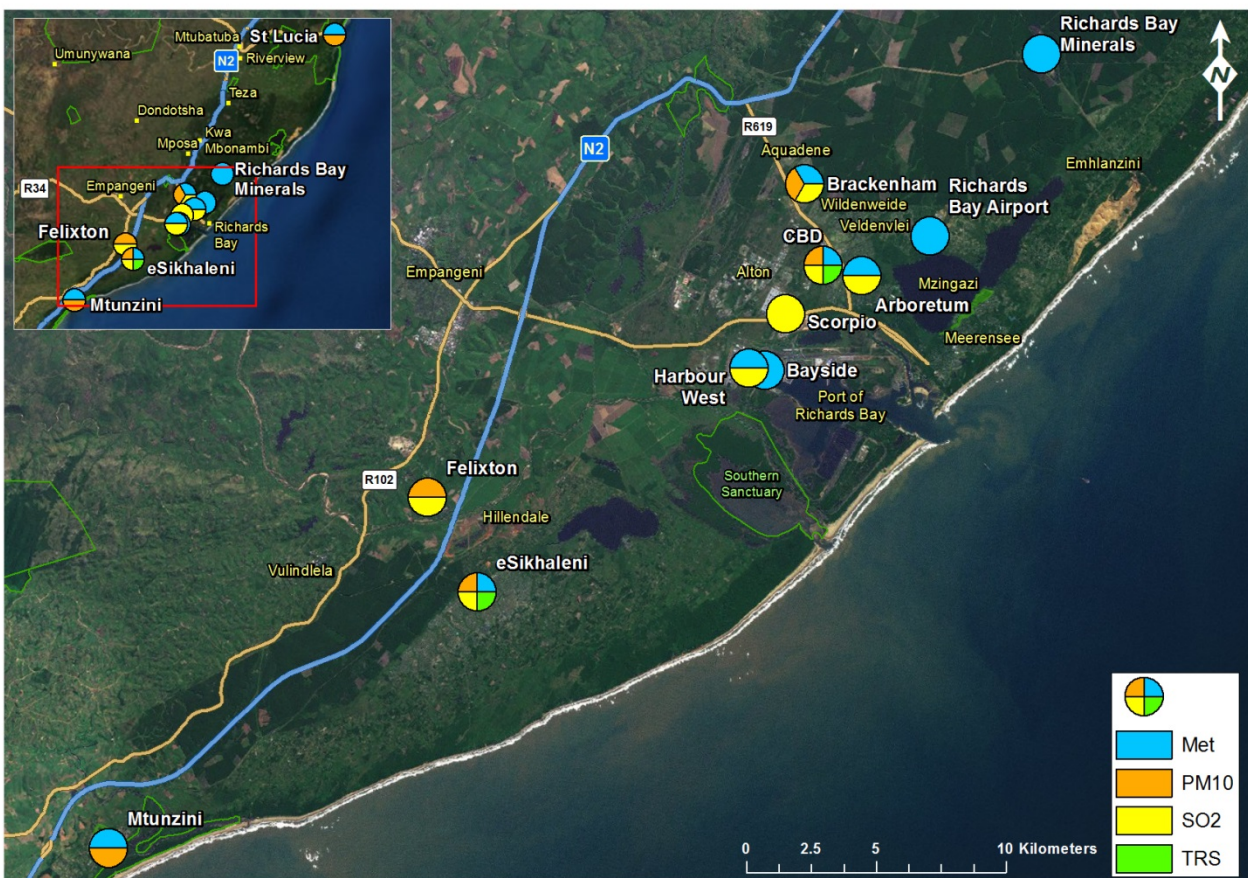 St Lucia
Mtubatuba
Umunywana
N2
Riverview
Teza
Dondotsha
Kwa
Mbonambi
Mposa
Richards Bay
Minerals
R34
Empangeni
Felixton
Richards
Bay
eSikhaleni
Mtunzini
Richards Bay
Minerals
N
R619
N2
Aquadene
Emhlanzini
Brackenham
Wildenweide
Veldenvlei
Richards
Bay Airport
CBD
Empangeni
Alton
Mzingazi
Arboretum
Scorpio
Meerensee
Harbour
West
Bayside
Port of
Richards Bay
Felixton
R102
Southern
Sanctuary
Hillendale
eSikhaleni
Vulindlela
Mtunzini
Met
PM10
SO2
TRS
0 2.5 5 10 Kilometers